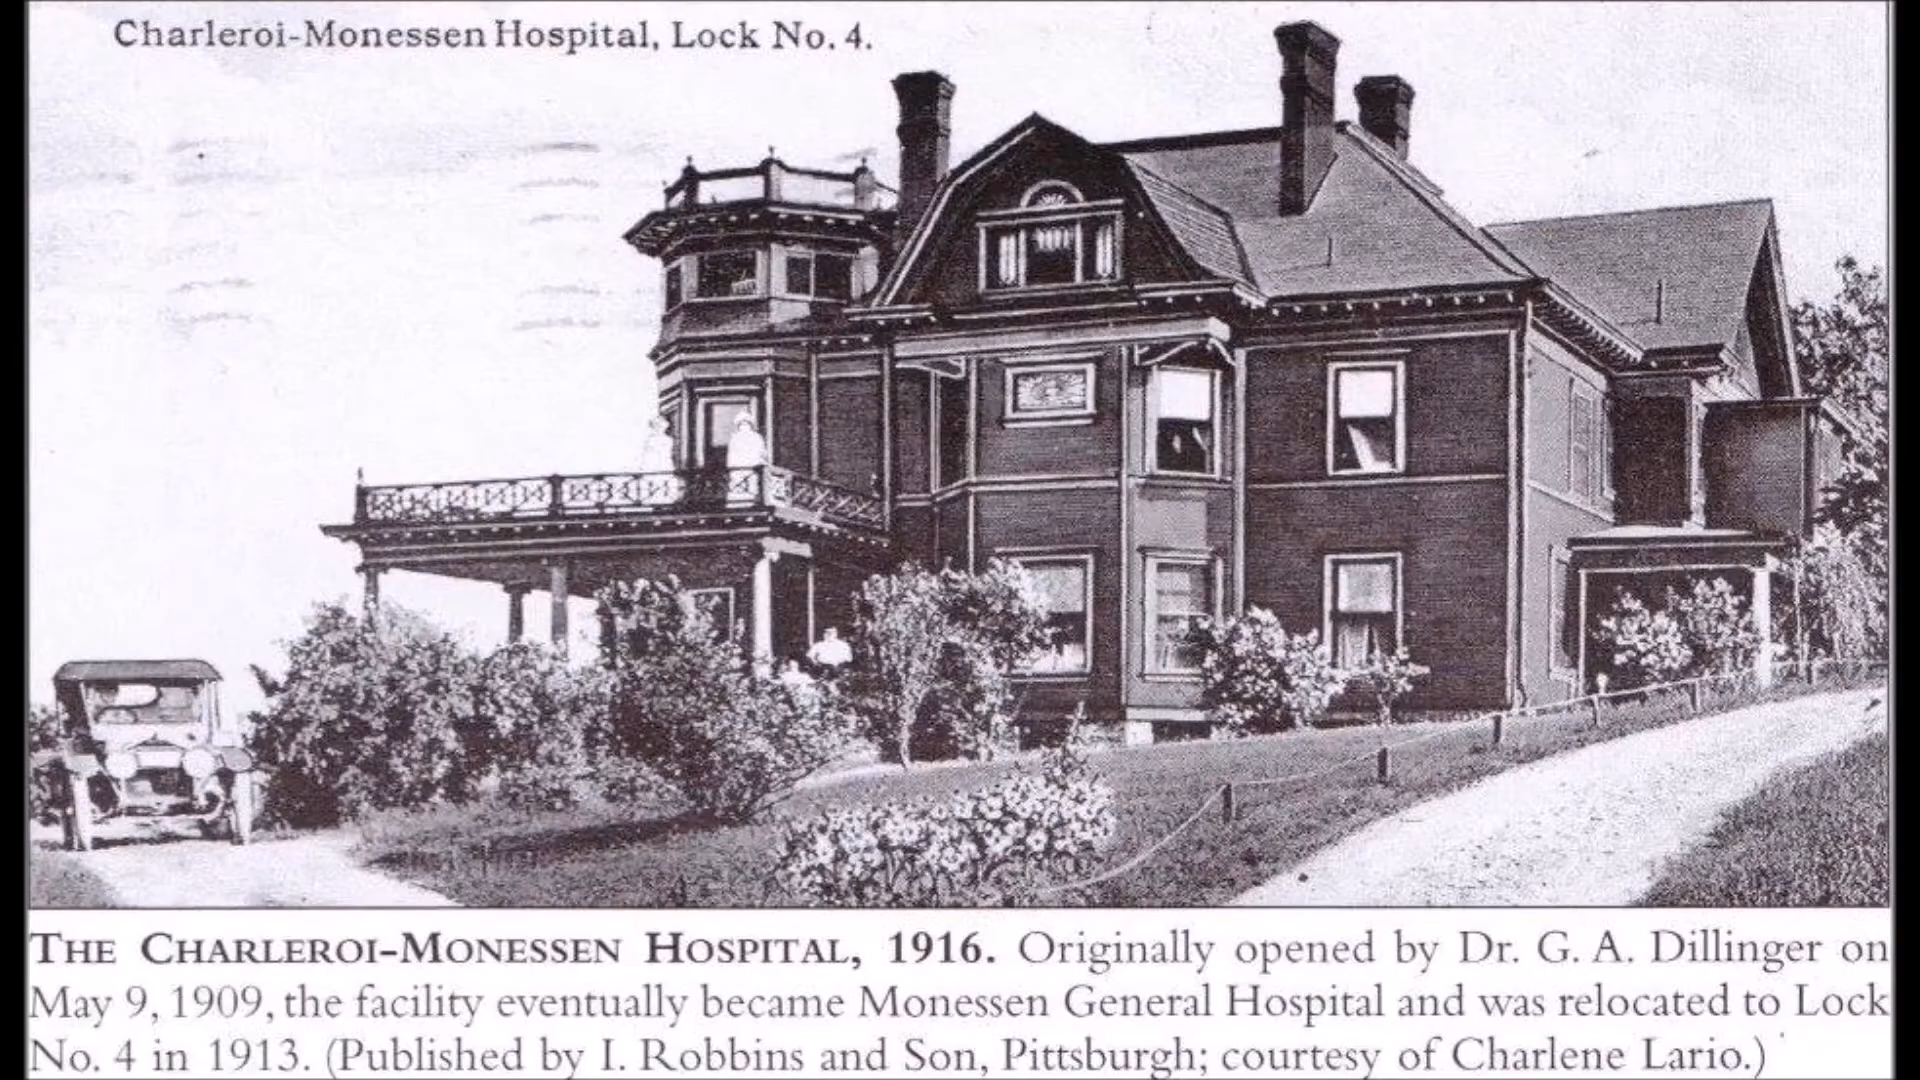 Charleroi-Monessen Hospital, Lock No. 4.
THE CHARLEROI-MONESSEN HOSPITAL, 1916. Originally opened by Dr. G. A. Dillinger on
May 9, 1909, the facility eventually became Monessen General Hospital and was relocated to Lock
No. 4 in 1913. (Published by I. Robbins and Son, Pittsburgh; courtesy of Charlene Lario.)